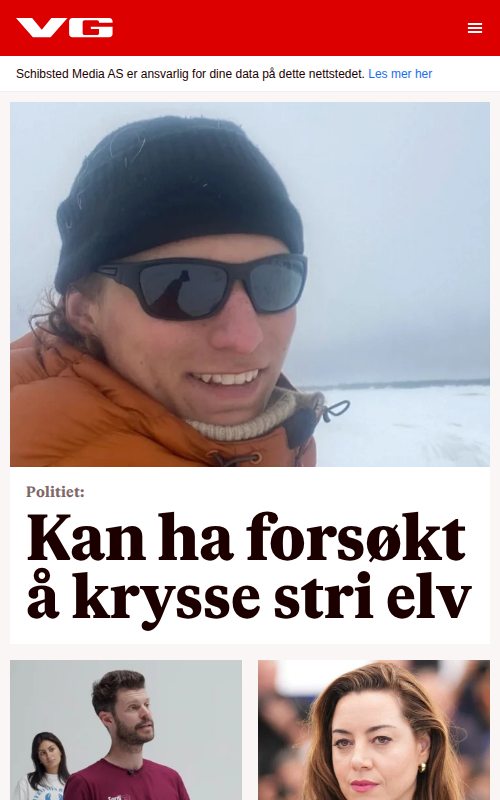 VG
Schibsted Media AS er ansvarlig for dine data på dette nettstedet. Les mer her
Politiet:
Kan ha forsøkt
å krysse stri elv